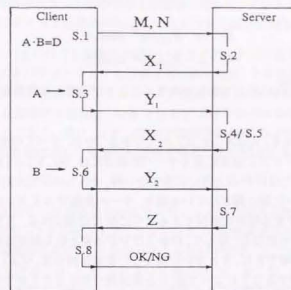 Client
Server
A·B=D
S.1
M, N
S.2
X₁
A
S.3
Y₁
X₂
S.4/ S.5
B
S.6
Y₂
Z
S.7
S.8
OK/NG